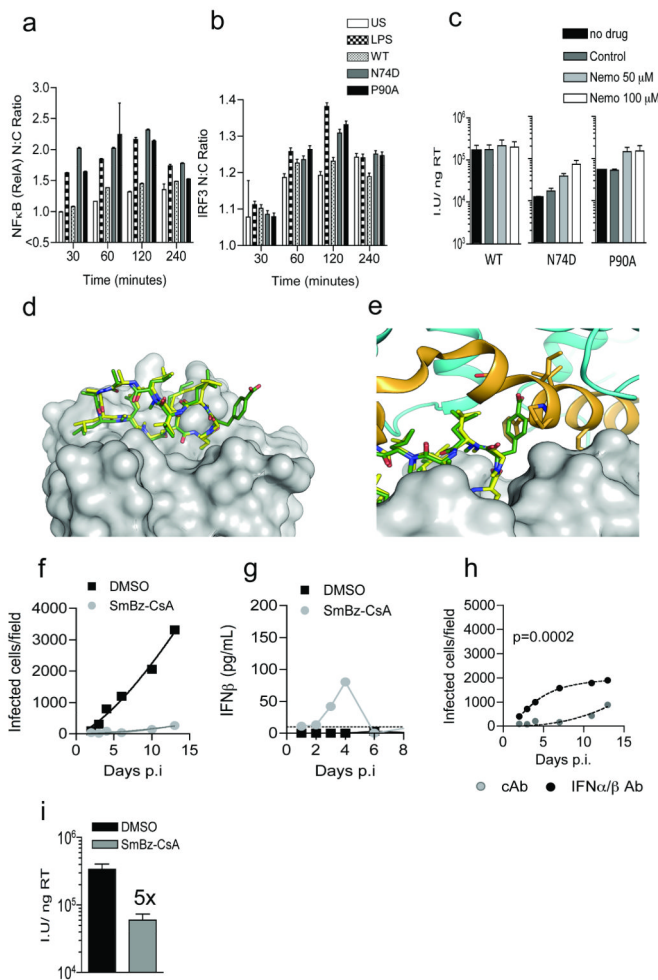 a
NFκB (RelA) N:C Ratio
3.0
2.5
2.0
1.5
1.0
<0.5
30 60 120 240
Time (minutes)
b
US
LPS
WT
N74D
P90A
IRF3 N:C Ratio
1.4
1.3
1.2
1.1
1.0
30 60 120 240
Time (minutes)
c
no drug
Control
Nemo 50 μM
Nemo 100 μM
I.U/ ng RT
10⁶
10⁵
10⁴
10³
WT N74D P90A
d
e
f
DMSO
SmBz-CsA
Infected cells/field
4000
3000
2000
1000
0
0 5 10 15
Days p.i
g
DMSO
SmBz-CsA
IFNβ (pg/mL)
200
150
100
50
0
0 2 4 6 8
Days p.i
h
p=0.0002
Infected cells/field
5000
4000
3000
2000
1000
0
0 5 10 15
Days p.i.
cAb IFNα/β Ab
i
DMSO
SmBz-CsA
I.U/ ng RT
10⁶
10⁵
10⁴
5x